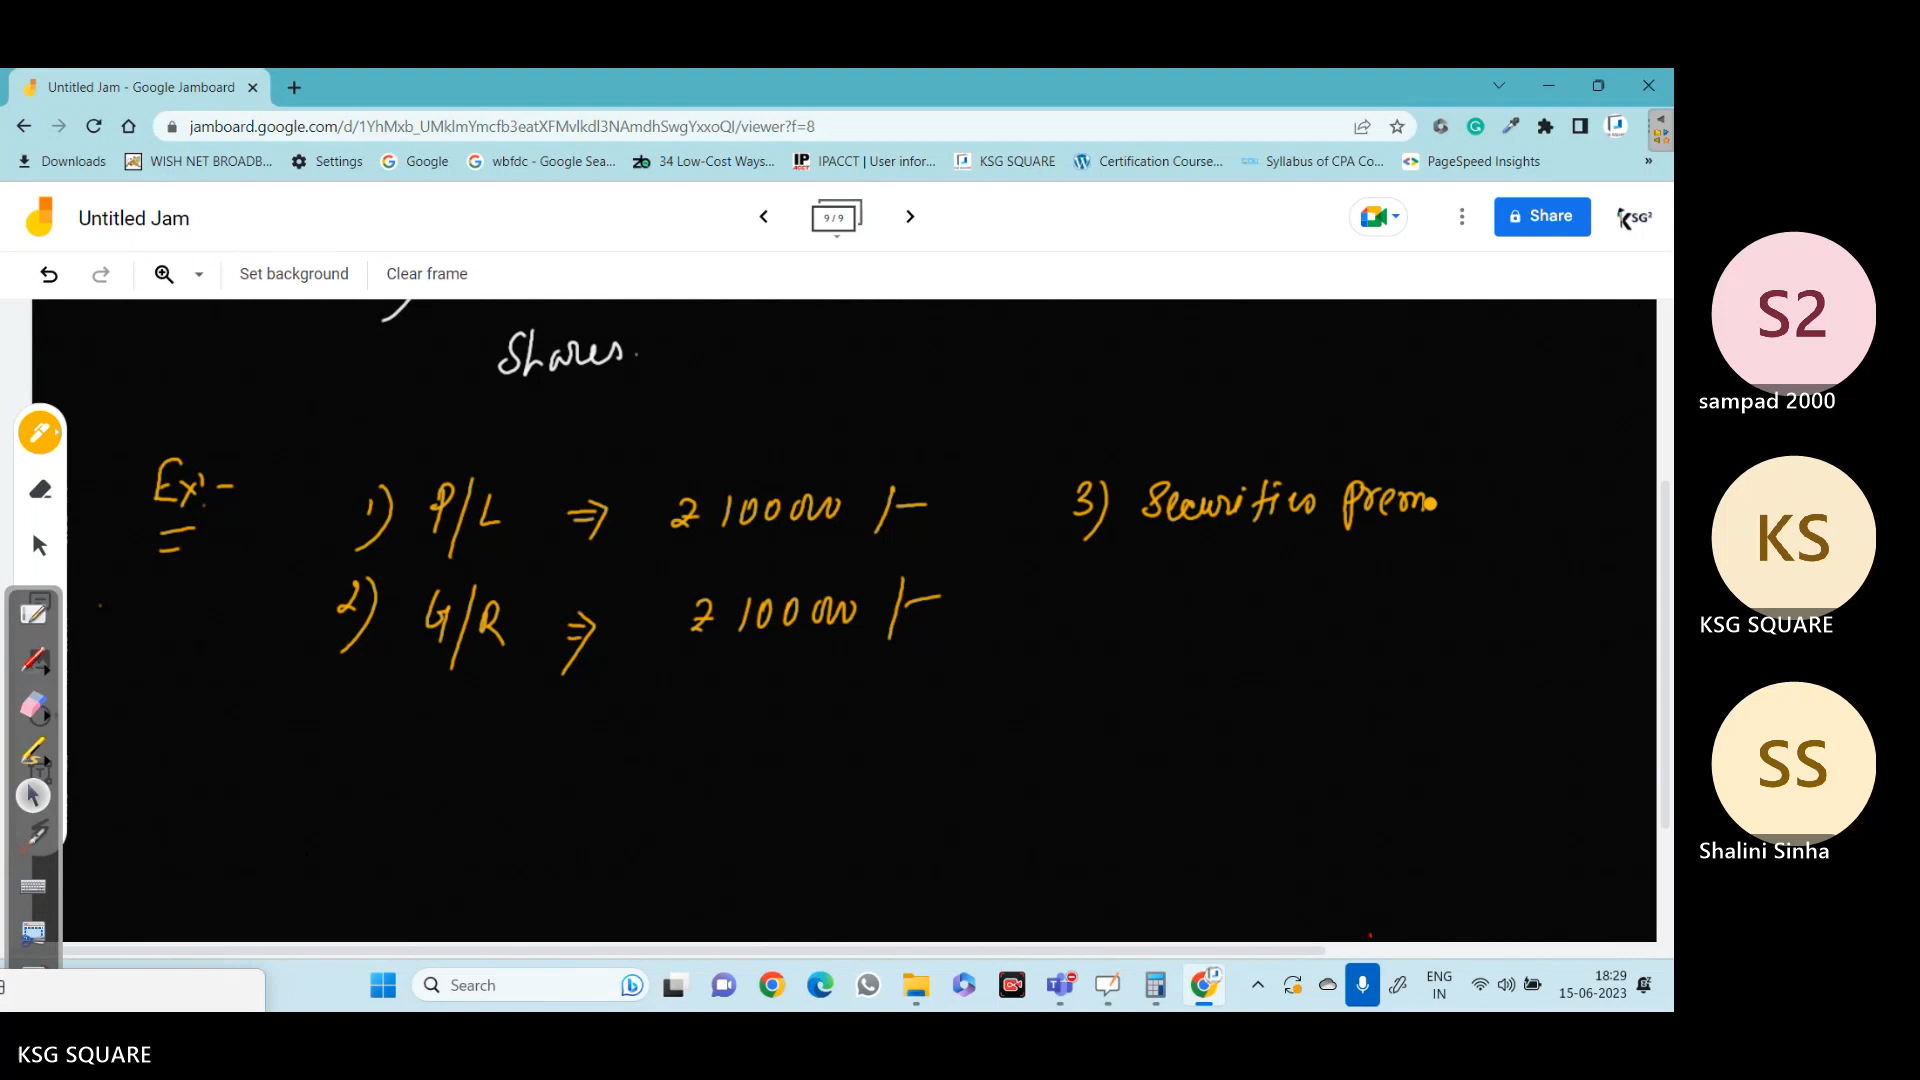 Untitled Jam - Google Jamboard
jamboard.google.com/d/1YhMxb_UMklmYmcfb3eatXFMvlkdl3NAmdhSwgYxxoQI/viewer?f=8
Downloads WISH NET BROADB... Settings Google wbfdc - Google Sea... 34 Low-Cost Ways... IPACCT | User infor... KSG SQUARE Certification Course... Syllabus of CPA Co... PageSpeed Insights »
Untitled Jam
9 / 9
Share
KSG²
Set background Clear frame
Shares.
Ex:-
1) P/L ⇒ ₹ 100000 /-
3) Securities prem
2) G/R ⇒ ₹ 100000 /-
S2
sampad 2000
KS
KSG SQUARE
SS
Shalini Sinha
Search
ENG
IN
18:29
15-06-2023
KSG SQUARE